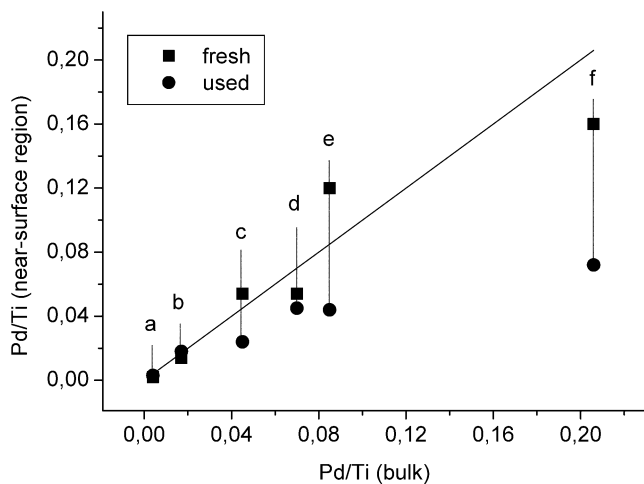 0,20
0,16
0,12
0,08
0,04
0,00
Pd/Ti (near-surface region)
fresh
used
a
b
c
d
e
f
0,00 0,04 0,08 0,12 0,16 0,20
Pd/Ti (bulk)